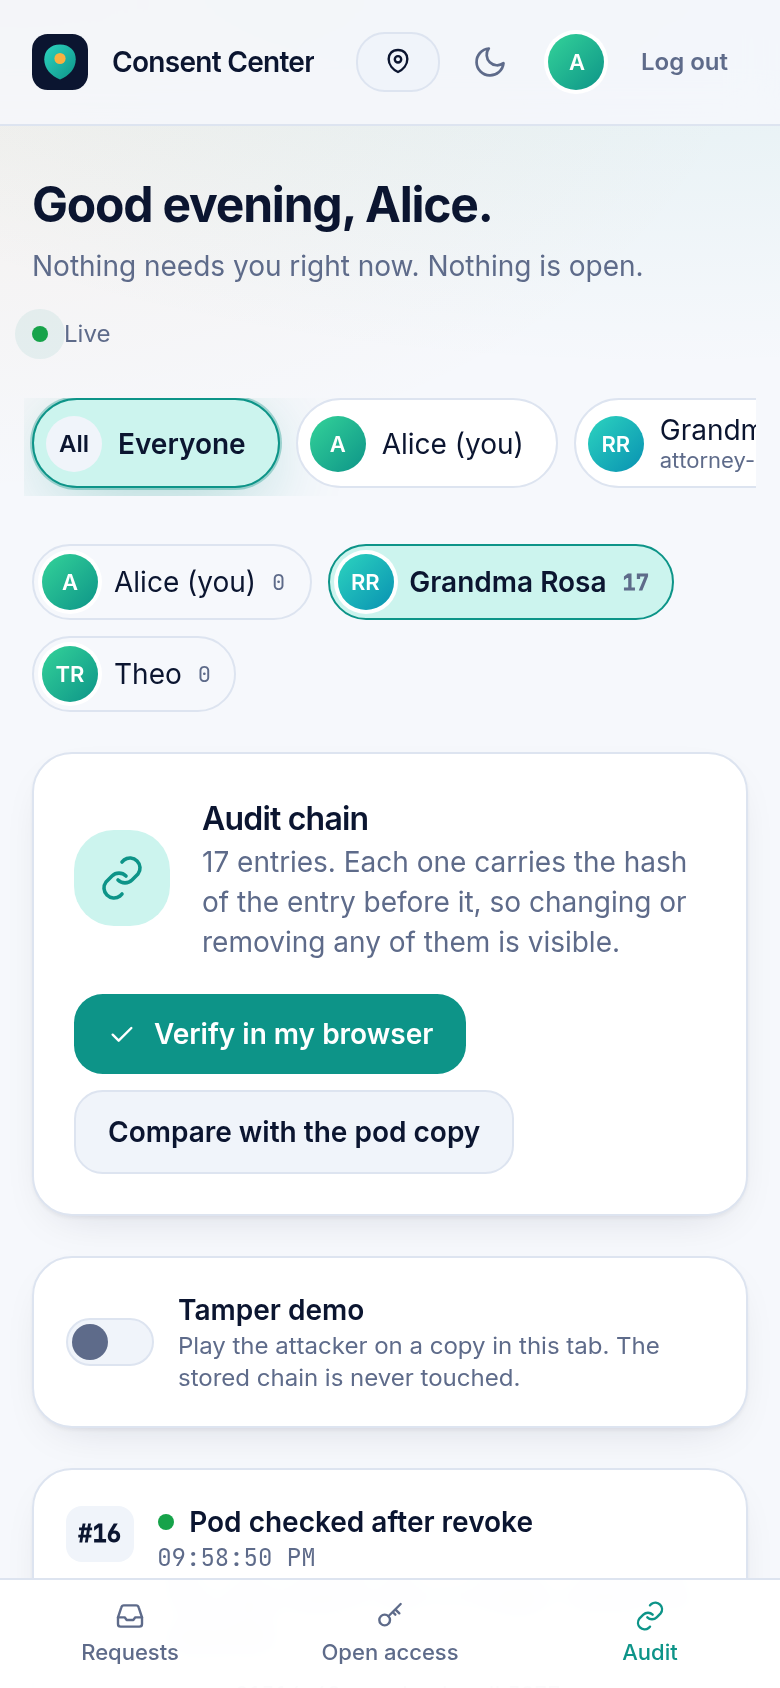 Consent Center
A
Log out
Good evening, Alice.
Nothing needs you right now. Nothing is open.
Live
All Everyone
A Alice (you)
RR
attorney-
A Alice (you) 0
RR Grandma Rosa 17
TR Theo 0
Audit chain
17 entries. Each one carries the hash
of the entry before it, so changing or
removing any of them is visible.
Verify in my browser
Compare with the pod copy
Tamper demo
Play the attacker on a copy in this tab. The
stored chain is never touched.
#16 Pod checked after revoke
09:58:50 PM
Requests
Open access
Audit